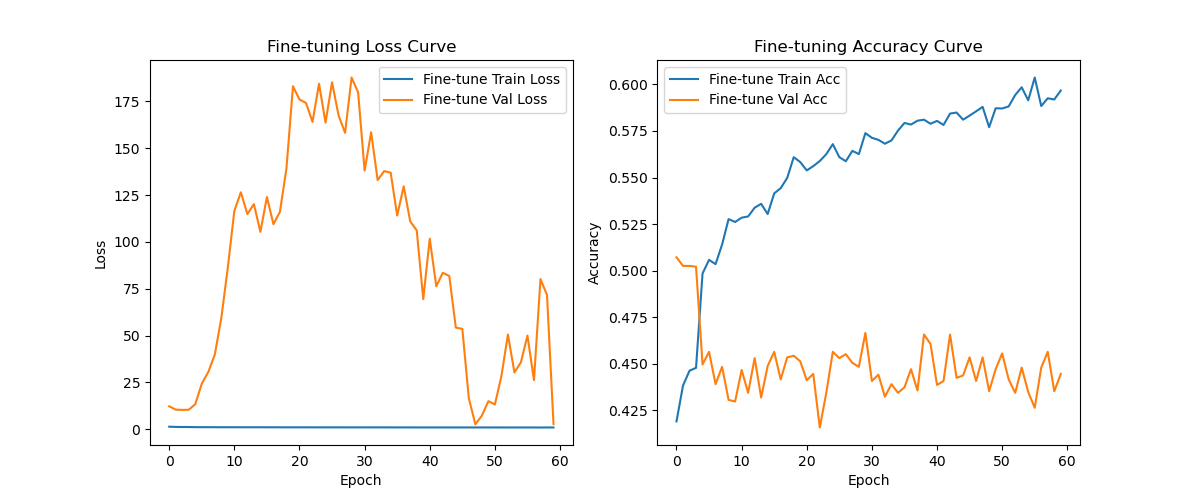 Fine-tuning Loss Curve
Fine-tune Train Loss
Fine-tune Val Loss
175
150
125
100
75
50
25
0
Loss
0 10 20 30 40 50 60
Epoch
Fine-tuning Accuracy Curve
Fine-tune Train Acc
Fine-tune Val Acc
0.600
0.575
0.550
0.525
0.500
0.475
0.450
0.425
Accuracy
0 10 20 30 40 50 60
Epoch